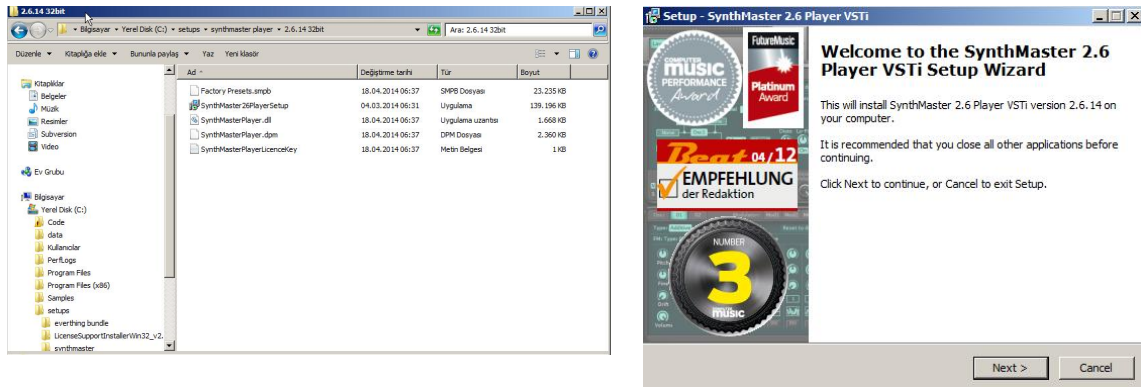 2.6.14 32bit
Bilgisayar ▸ Yerel Disk (C:) ▸ setups ▸ synthmaster player ▸ 2.6.14 32bit
Ara: 2.6.14 32bit
Düzenle Kitaplığa ekle Bununla paylaş Yaz Yeni klasör
Kitaplıklar
Belgeler
Müzik
Resimler
Subversion
Video
Ev Grubu
Bilgisayar
Yerel Disk (C:)
Code
data
Kullanıcılar
PerfLogs
Program Files
Program Files (x86)
Samples
setups
everthing bundle
LicenseSupportInstallerWin32_v2.
synthmaster
Ad Değiştirme tarihi Tür Boyut
Factory Presets.smpb 18.04.2014 06:37 SMPB Dosyası 23.235 KB
SynthMaster26PlayerSetup 04.03.2014 06:31 Uygulama 139.196 KB
SynthMasterPlayer.dll 18.04.2014 06:37 Uygulama uzantısı 1.668 KB
SynthMasterPlayer.dpm 18.04.2014 06:37 DPM Dosyası 2.360 KB
SynthMasterPlayerLicenceKey 18.04.2014 06:37 Metin Belgesi 1 KB
Setup - SynthMaster 2.6 Player VSTi
COMPUTER
music
PERFORMANCE
Award
FutureMusic
Platinum
Award
Beat 04/12
EMPFEHLUNG
der Redaktion
NUMBER
3
COMPUTER
music
Welcome to the SynthMaster 2.6
Player VSTi Setup Wizard
This will install SynthMaster 2.6 Player VSTi version 2.6.14 on
your computer.
It is recommended that you close all other applications before
continuing.
Click Next to continue, or Cancel to exit Setup.
Next >
Cancel